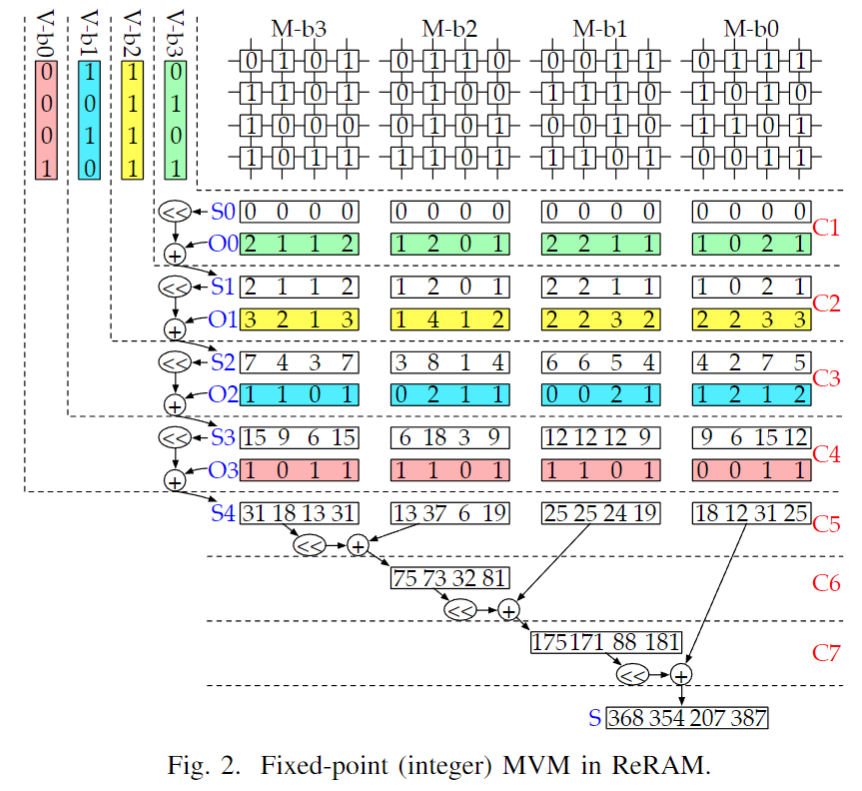 V-b0 V-b1 V-b2 V-b3 M-b3 M-b2 M-b1 M-b0
0 1 1 0 0 1 0 1 0 1 1 0 0 0 1 1 0 1 1 1
0 0 1 1 1 1 0 1 0 1 0 0 1 1 1 0 1 0 1 0
0 1 1 0 1 0 0 0 0 1 0 1 0 0 1 0 1 1 0 1
1 0 1 1 1 0 1 1 1 1 0 1 1 1 0 1 0 0 1 1
<< S0 0 0 0 0 0 0 0 0 0 0 0 0 0 0 0 0 C1
+ O0 2 1 1 2 1 2 0 1 2 2 1 1 1 0 2 1
<< S1 2 1 1 2 1 2 0 1 2 2 1 1 1 0 2 1 C2
+ O1 3 2 1 3 1 4 1 2 2 2 3 2 2 2 3 3
<< S2 7 4 3 7 3 8 1 4 6 6 5 4 4 2 7 5 C3
+ O2 1 1 0 1 0 2 1 1 0 0 2 1 1 2 1 2
<< S3 15 9 6 15 6 18 3 9 12 12 12 9 9 6 15 12 C4
+ O3 1 0 1 1 1 1 0 1 1 1 0 1 0 0 1 1
S4 31 18 13 31 13 37 6 19 25 25 24 19 18 12 31 25 C5
<< +
75 73 32 81 C6
<< +
175 171 88 181 C7
<< +
S 368 354 207 387
Fig. 2. Fixed-point (integer) MVM in ReRAM.